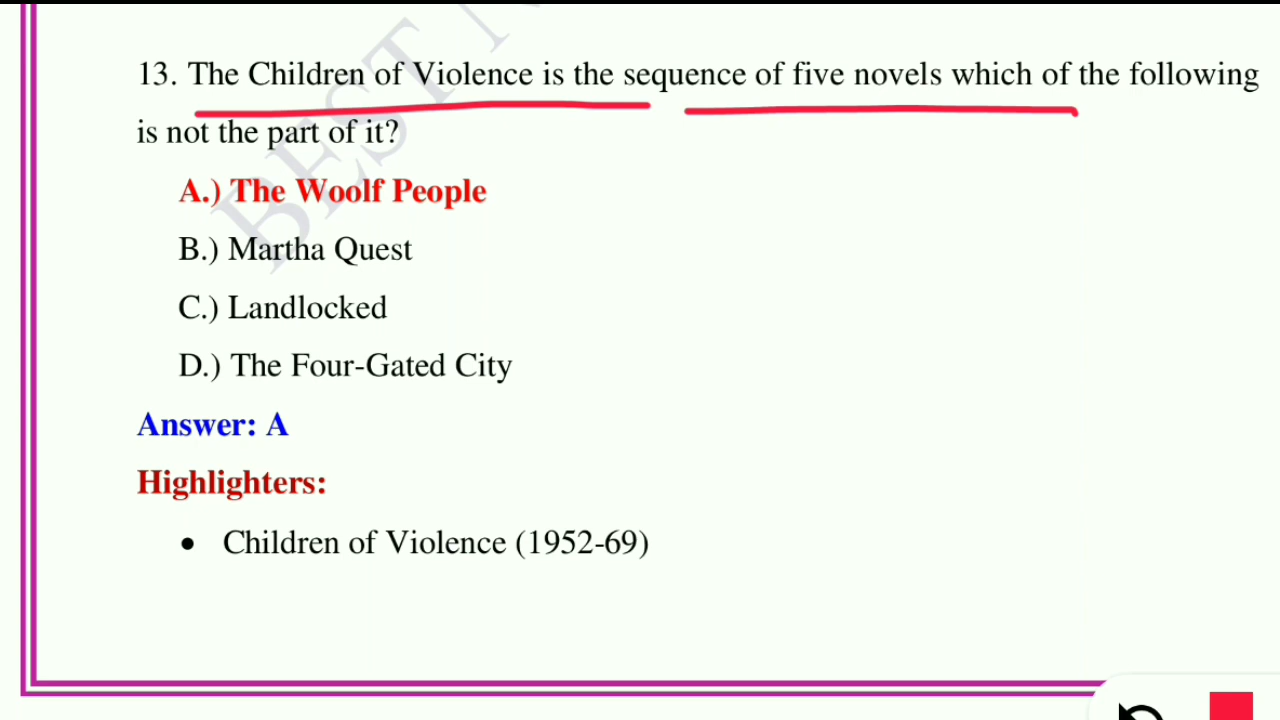 13. The Children of Violence is the sequence of five novels which of the following
is not the part of it?
A.) The Woolf People
B.) Martha Quest
C.) Landlocked
D.) The Four-Gated City
Answer: A
Highlighters:
• Children of Violence (1952-69)
BEST